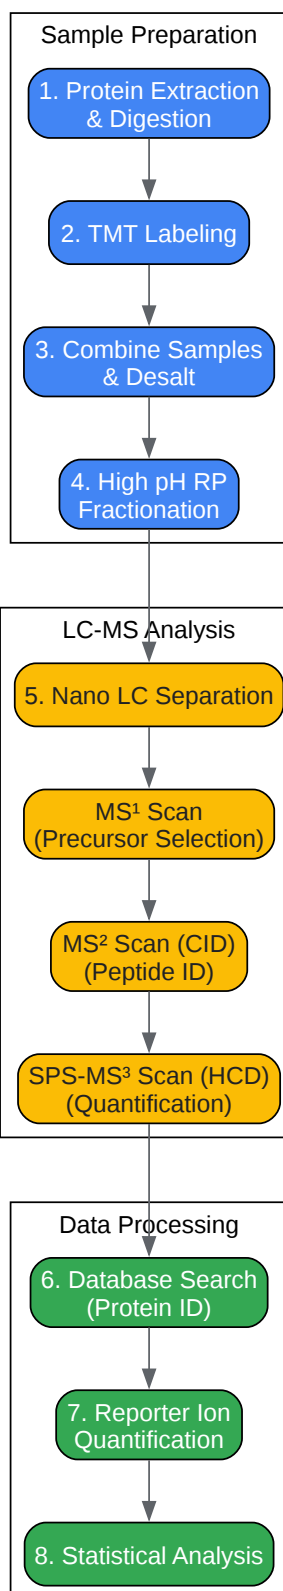 Sample Preparation
1. Protein Extraction
& Digestion
2. TMT Labeling
3. Combine Samples
& Desalt
4. High pH RP
Fractionation
LC-MS Analysis
5. Nano LC Separation
MS¹ Scan
(Precursor Selection)
MS² Scan (CID)
(Peptide ID)
SPS-MS³ Scan (HCD)
(Quantification)
Data Processing
6. Database Search
(Protein ID)
7. Reporter Ion
Quantification
8. Statistical Analysis